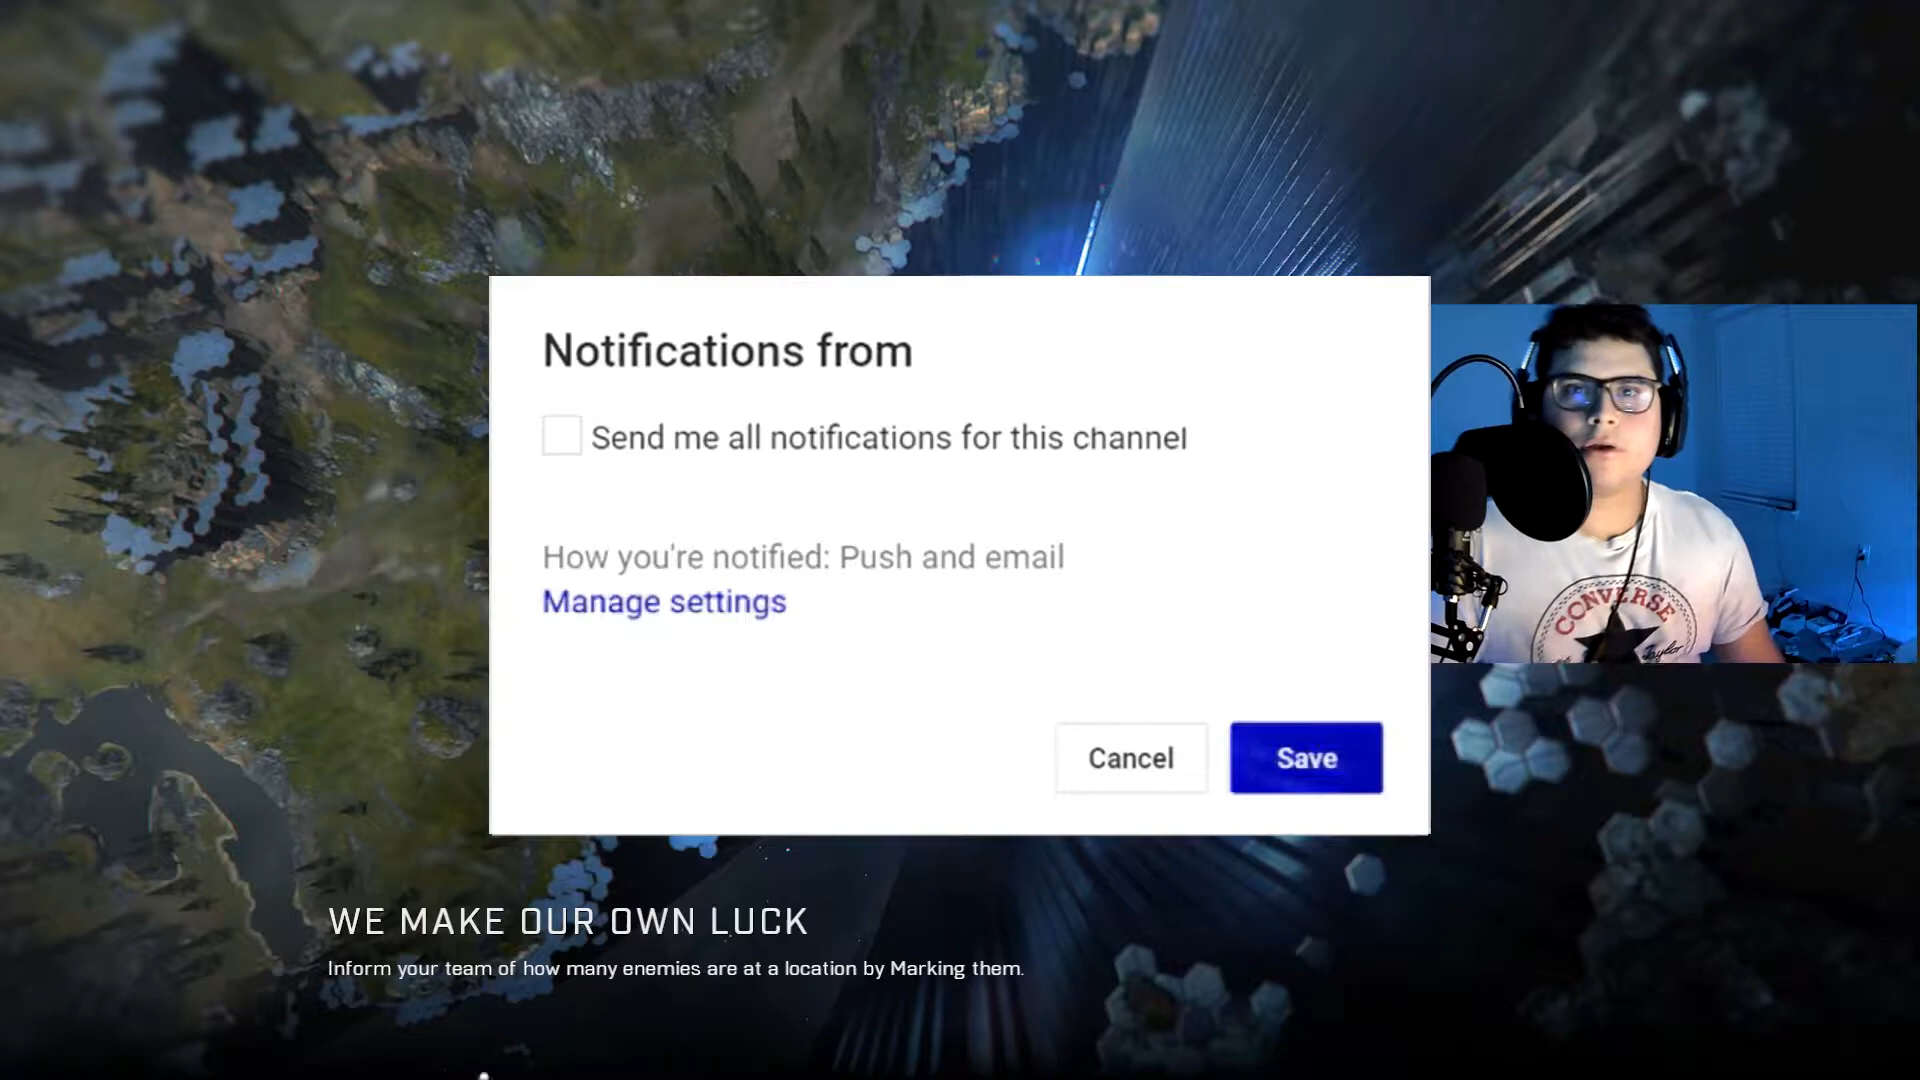 Notifications from
Send me all notifications for this channel
How you're notified: Push and email
Manage settings
Cancel
Save
CONVERSE
Taylor
WE MAKE OUR OWN LUCK
Inform your team of how many enemies are at a location by Marking them.